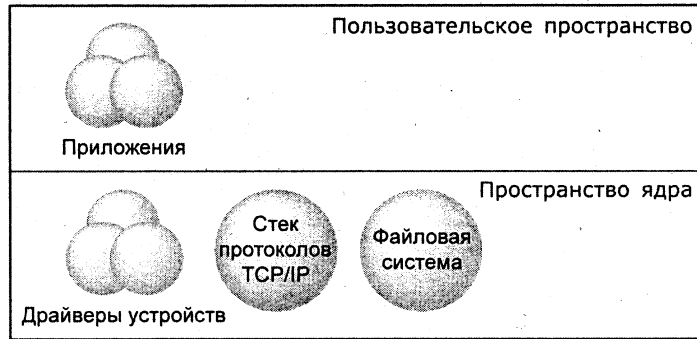 Пользовательское пространство
Приложения
Пространство ядра
Стек
протоколов
TCP/IP
Файловая
система
Драйверы устройств